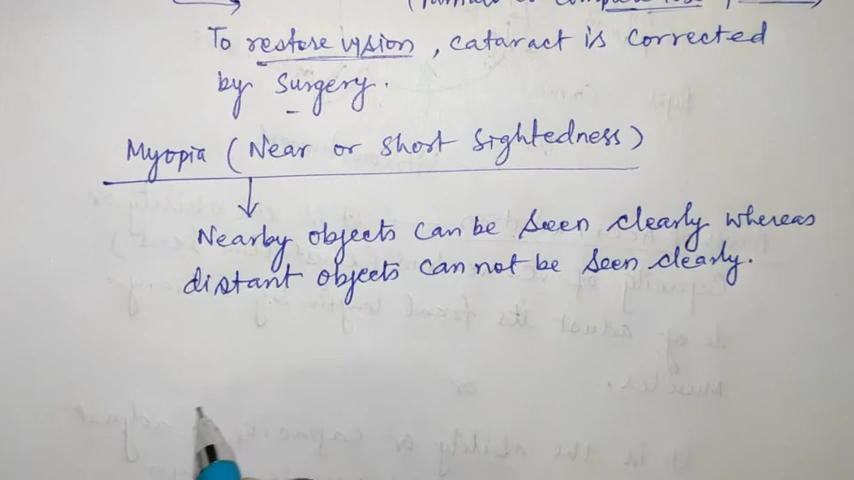 To restore vision, cataract is corrected
by surgery.
Myopia (Near or short sightedness)
Nearby objects can be seen clearly whereas
distant objects can not be seen clearly.